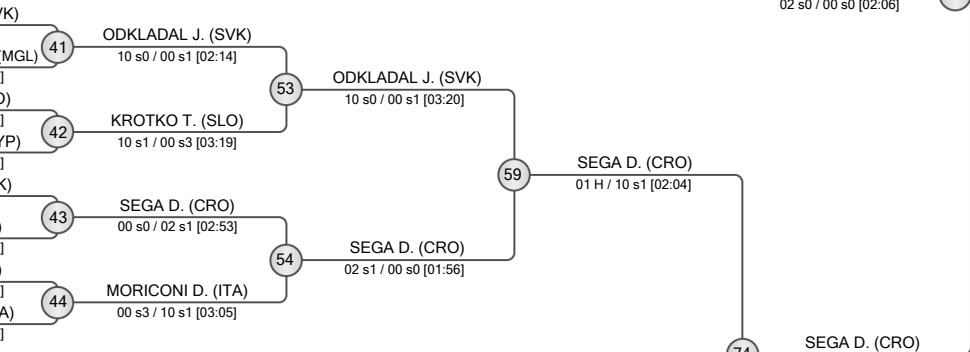 02 s0 / 00 s0 [02:06]
K)
41
ODKLADAL J. (SVK)
10 s0 / 00 s1 [02:14]
(MGL)
]
53
ODKLADAL J. (SVK)
10 s0 / 00 s1 [03:20]
)
]
42
KROTKO T. (SLO)
10 s1 / 00 s3 [03:19]
YP)
]
59
SEGA D. (CRO)
01 H / 10 s1 [02:04]
K)
43
SEGA D. (CRO)
00 s0 / 02 s1 [02:53]
)
]
54
SEGA D. (CRO)
02 s1 / 00 s0 [01:56]
)
]
44
MORICONI D. (ITA)
00 s3 / 10 s1 [03:05]
A)
]
74
SEGA D. (CRO)